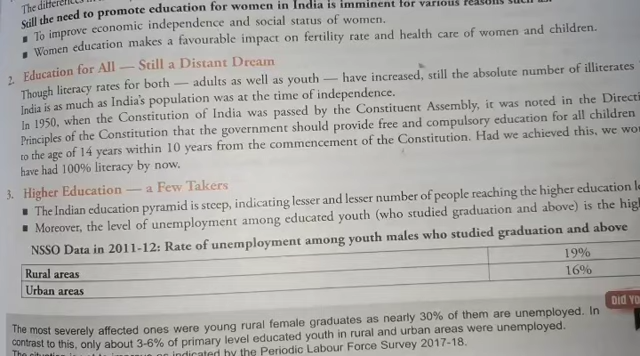 The
Still the need to promote education for women in India is imminent for various reasons such
■ To improve economic independence and social status of women.
■ Women education makes a favourable impact on fertility rate and health care of women and children.
2. Education for All — Still a Distant Dream
Though literacy rates for both — adults as well as youth — have increased, still the absolute number of illiterates
India is as much as India's population was at the time of independence.
In 1950, when the Constitution of India was passed by the Constituent Assembly, it was noted in the Directi
Principles of the Constitution that the government should provide free and compulsory education for all children
to the age of 14 years within 10 years from the commencement of the Constitution. Had we achieved this, we wo
have had 100% literacy by now.
3. Higher Education — a Few Takers
■ The Indian education pyramid is steep, indicating lesser and lesser number of people reaching the higher education le
■ Moreover, the level of unemployment among educated youth (who studied graduation and above) is the hig
NSSO Data in 2011-12: Rate of unemployment among youth males who studied graduation and above
Rural areas 19%
Urban areas 16%
DID YO
The most severely affected ones were young rural female graduates as nearly 30% of them are unemployed. In
contrast to this, only about 3-6% of primary level educated youth in rural and urban areas were unemployed.
The situation indicated by the Periodic Labour Force Survey 2017-18.